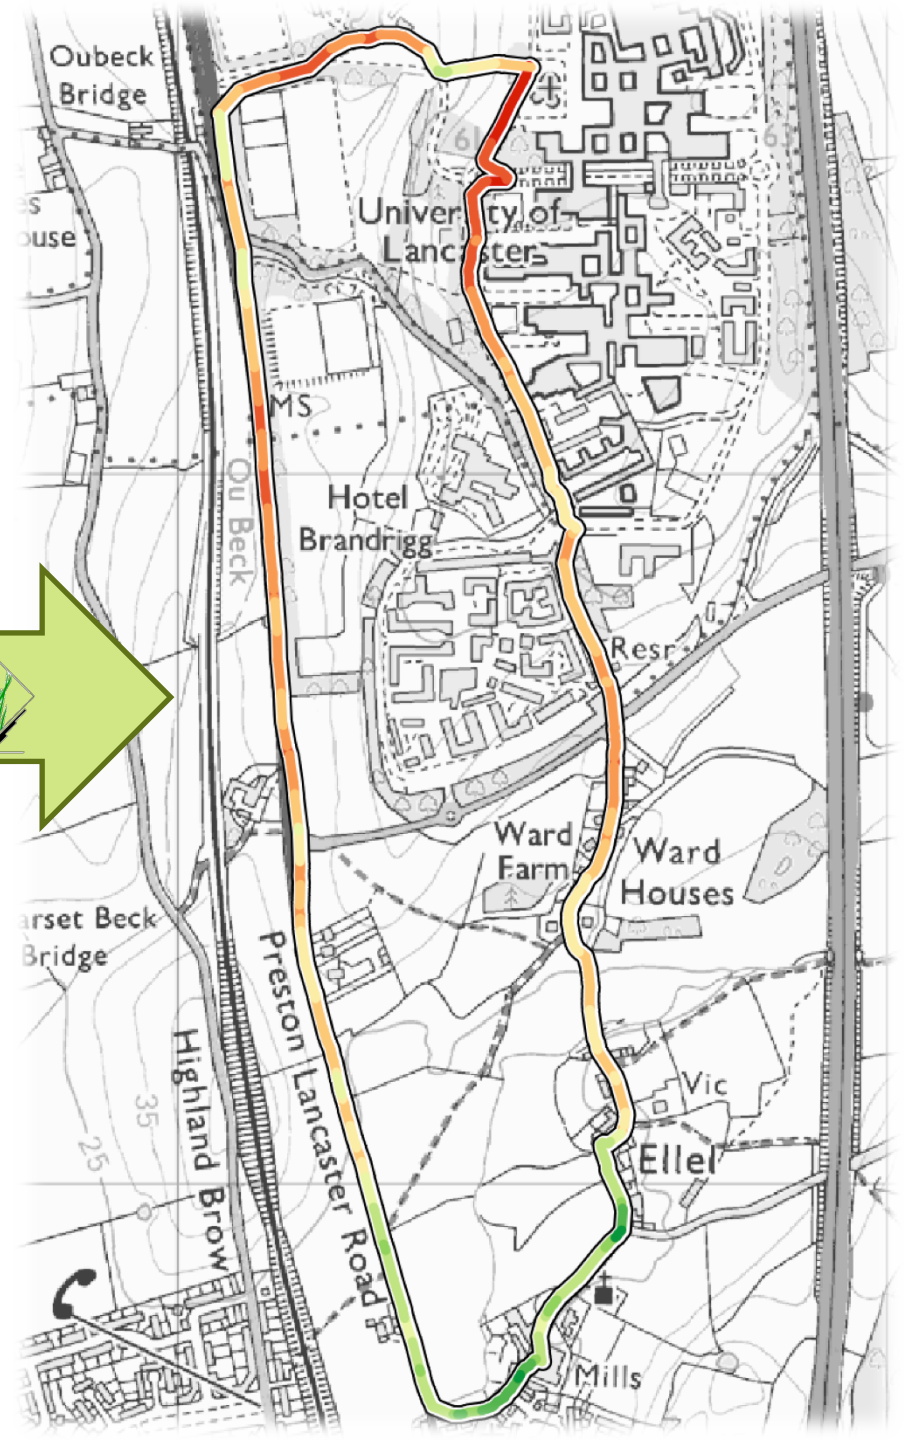 Oubeck
Bridge
61
63
es
ouse
University of
Lancaster
MS
Ou Beck
Hotel
Brandrigg
Resr
Ward
Farm
Ward
Houses
arset Beck
Bridge
Preston Lancaster Road
Highland Brow
35
25
Vic
Ellel
Mills